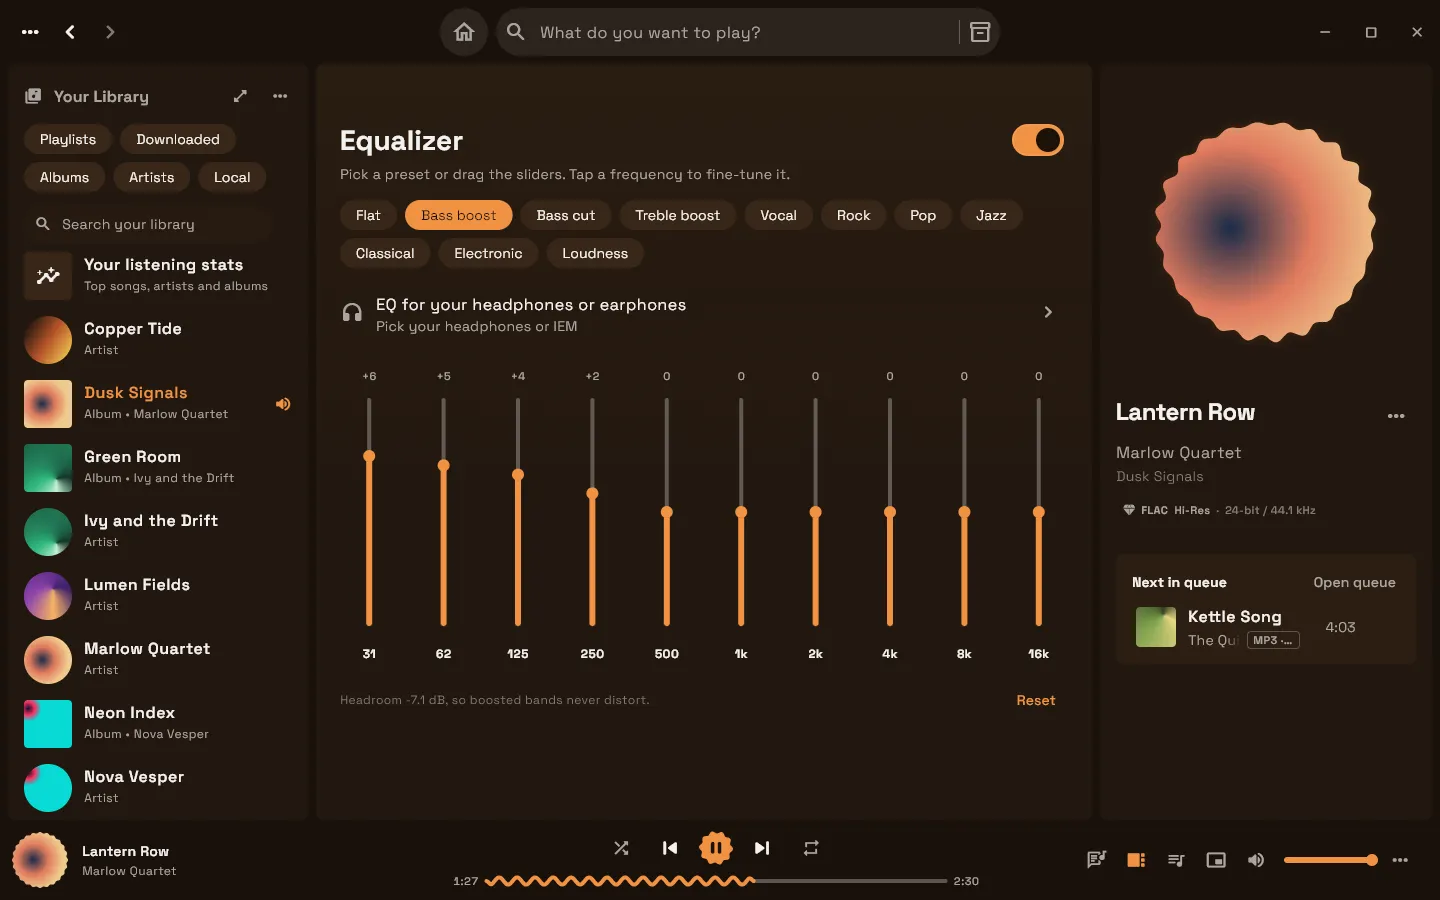 What do you want to play?
Your Library
Playlists
Downloaded
Albums
Artists
Local
Search your library
Your listening stats
Top songs, artists and albums
Copper Tide
Artist
Dusk Signals
Album • Marlow Quartet
Green Room
Album • Ivy and the Drift
Ivy and the Drift
Artist
Lumen Fields
Artist
Marlow Quartet
Artist
Neon Index
Album • Nova Vesper
Nova Vesper
Artist
Equalizer
Pick a preset or drag the sliders. Tap a frequency to fine-tune it.
Flat Bass boost Bass cut Treble boost Vocal Rock Pop Jazz
Classical Electronic Loudness
EQ for your headphones or earphones
Pick your headphones or IEM
+6 +5 +4 +2 0 0 0 0 0 0
31 62 125 250 500 1k 2k 4k 8k 16k
Headroom -7.1 dB, so boosted bands never distort.
Reset
Lantern Row
Marlow Quartet
Dusk Signals
FLAC Hi-Res · 24-bit / 44.1 kHz
Next in queue
Open queue
Kettle Song
The Qui
MP3 ·…
4:03
Lantern Row
Marlow Quartet
1:27
2:30